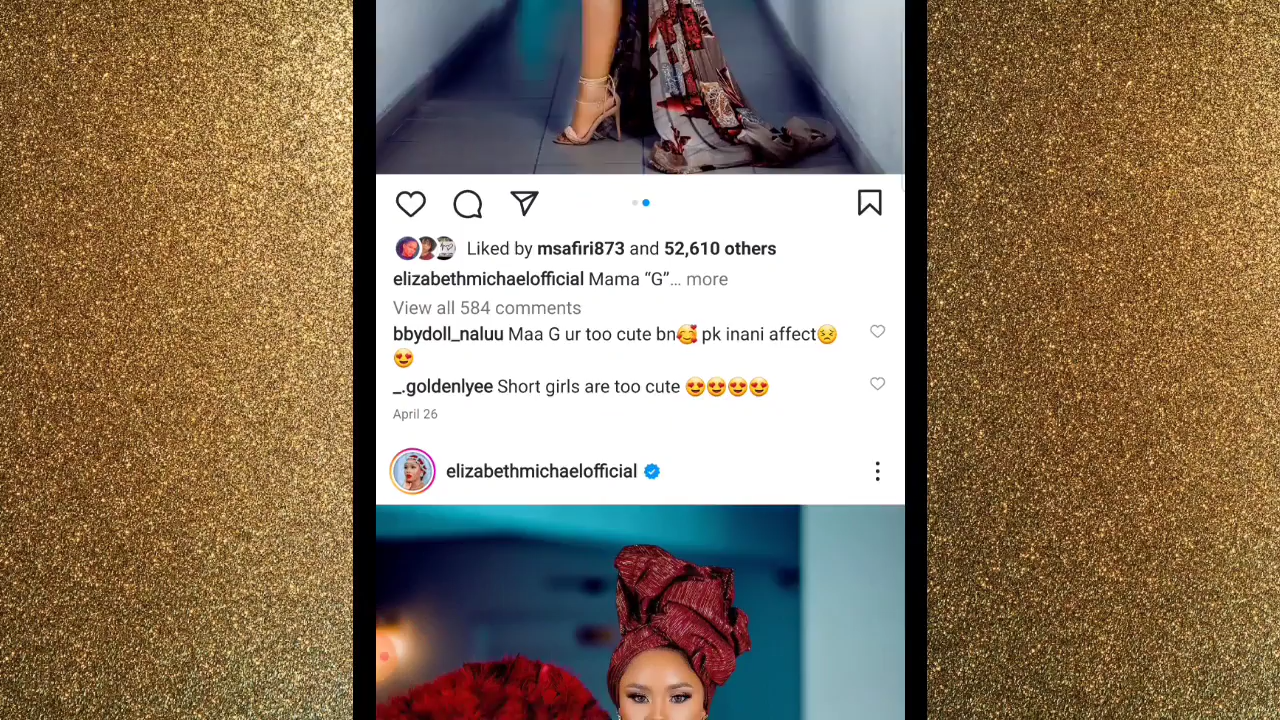 Liked by msafiri873 and 52,610 others
elizabethmichaelofficial Mama “G”... more
View all 584 comments
bbydoll_naluu Maa G ur too cute bn🥰 pk inani affect😣
😍
_.goldenlyee Short girls are too cute 😍😍😍😍
April 26
elizabethmichaelofficial